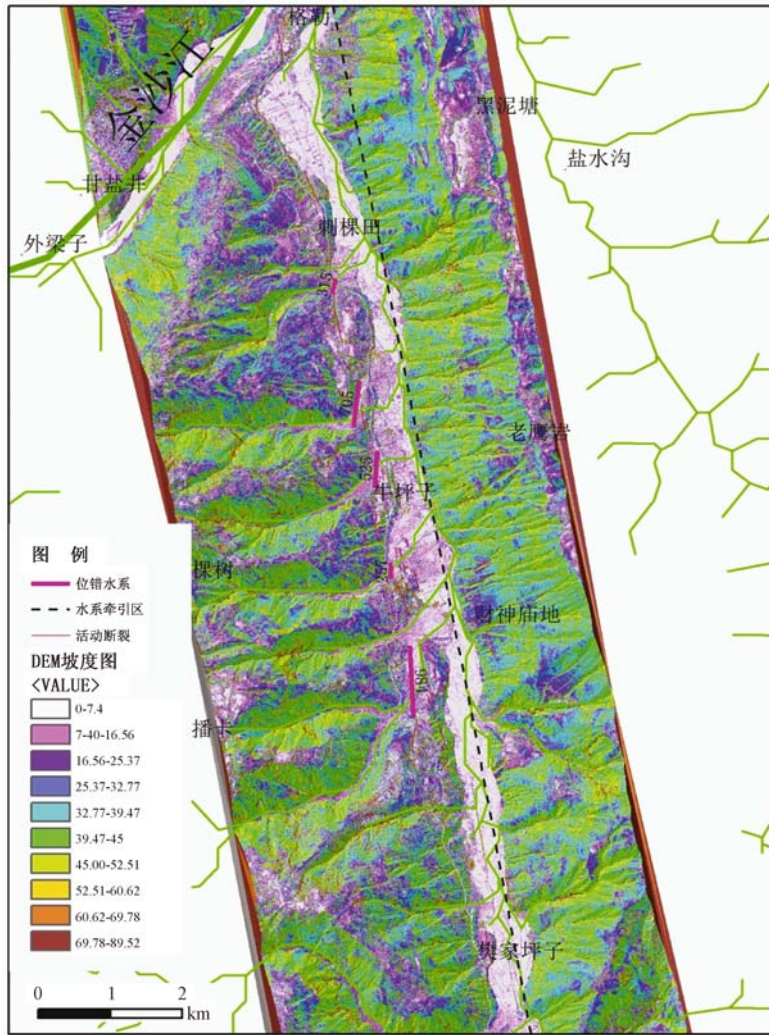 格勒
金沙江
黑泥塘
盐水沟
甘盐井
外梁子
刺棵田
315
705
老鹰岩
535
牛坪子
图 例
位错水系
棵树
水系牵引区
财神庙地
活动断裂
DEM坡度图
<VALUE>
0-7.4
播卡
7-40-16.56
16.56-25.37
25.37-32.77
32.77-39.47
39.47-45
45.00-52.51
52.51-60.62
60.62-69.78
69.78-89.52
樊家坪子
0 1 2
km